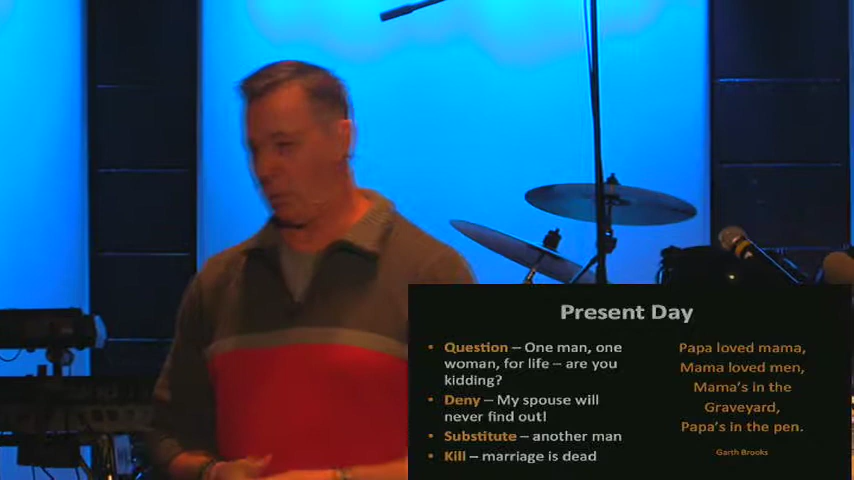 Present Day
• Question – One man, one
woman, for life – are you
kidding?
• Deny – My spouse will
never find out!
• Substitute – another man
• Kill – marriage is dead
Papa loved mama,
Mama loved men,
Mama's in the
Graveyard,
Papa's in the pen.
Garth Brooks